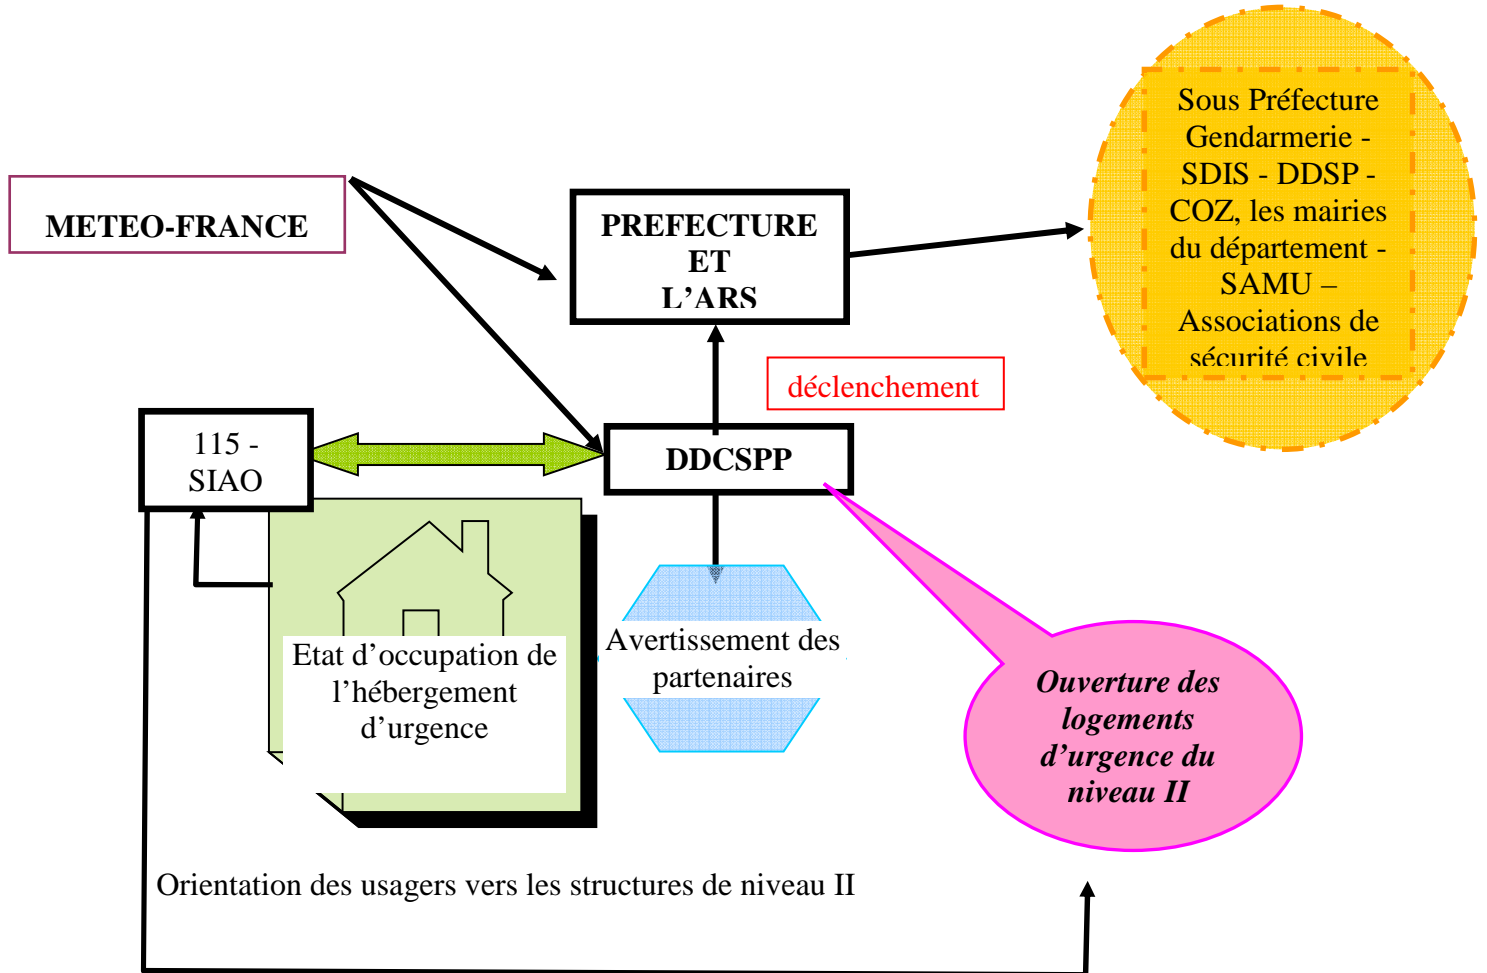 Sous Préfecture
Gendarmerie -
SDIS - DDSP -
COZ, les mairies
du département -
SAMU –
Associations de
sécurité civile
METEO-FRANCE
PREFECTURE
ET
L’ARS
déclenchement
115 -
SIAO
DDCSPP
Etat d’occupation de
l’hébergement
d’urgence
Avertissement des
partenaires
Ouverture des
logements
d’urgence du
niveau II
Orientation des usagers vers les structures de niveau II